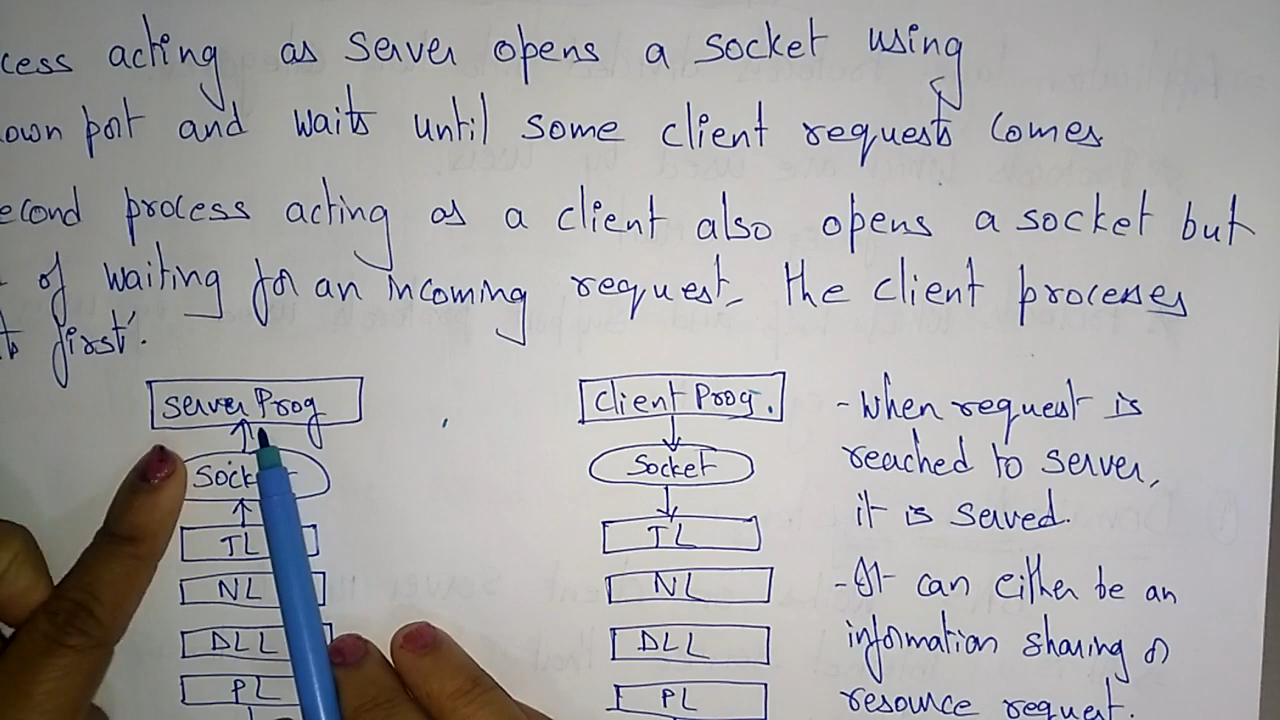 cess acting as server opens a socket using
own port and waits until some client requests comes
econd process acting as a client also opens a socket but
of waiting for an incoming request, the client processes
first'.
Server Prog
Socket
TL
NL
DLL
PL
Client Prog.
Socket
TL
NL
DLL
PL
- When request is
reached to server,
it is served.
- It can either be an
information sharing or
resource request.